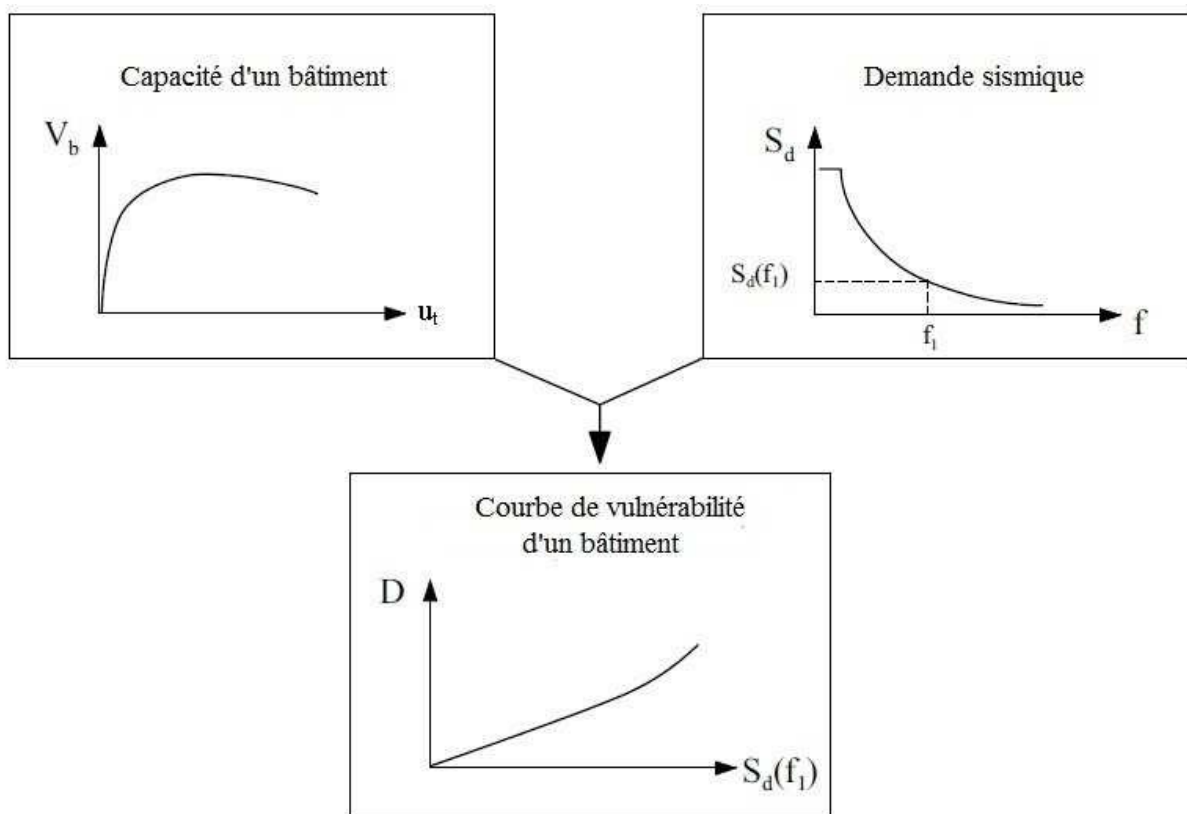 Capacité d'un bâtiment
V_b
u_t
Demande sismique
S_d
S_d(f_1)
f_1
f
Courbe de vulnérabilité
d'un bâtiment
D
S_d(f_1)